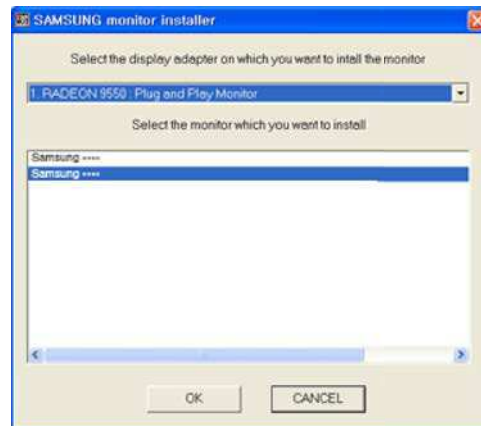 SAMSUNG monitor installer
Select the display adapter on which you want to intall the monitor
1. RADEON 9550 : Plug and Play Monitor
Select the monitor which you want to install
Samsung ----
Samsung ----
OK
CANCEL